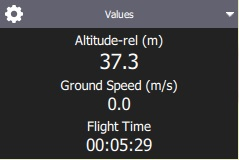 Values
Altitude-rel (m)
37.3
Ground Speed (m/s)
0.0
Flight Time
00:05:29